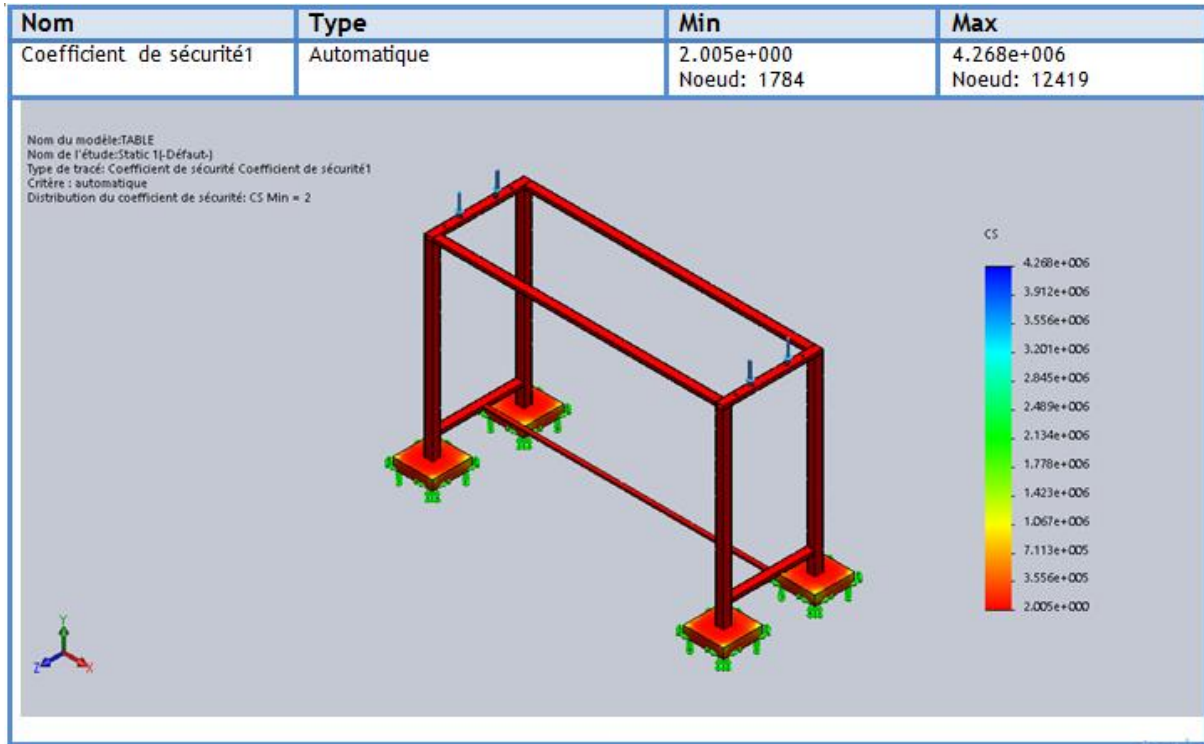 Nom Type Min Max
Coefficient de sécurité1 Automatique 2.005e+000 4.268e+006
Noeud: 1784 Noeud: 12419
Nom du modèle:TABLE
Nom de l'étude:Static 1(-Défaut-)
Type de tracé: Coefficient de sécurité Coefficient de sécurité1
Critère : automatique
Distribution du coefficient de sécurité: CS Min = 2
CS
4.268e+006
3.912e+006
3.556e+006
3.201e+006
2.845e+006
2.489e+006
2.134e+006
1.778e+006
1.423e+006
1.067e+006
7.113e+005
3.556e+005
2.005e+000
Y
Z X